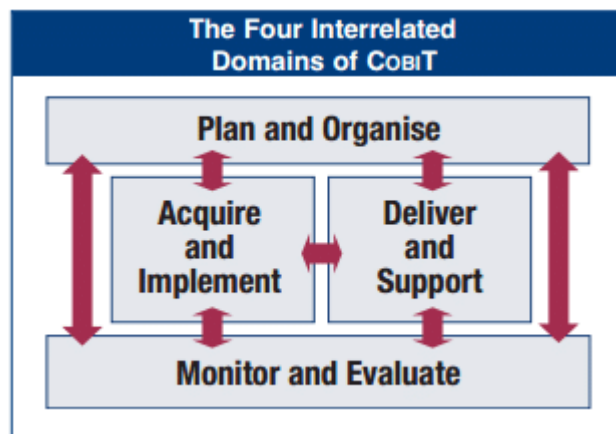 The Four Interrelated
Domains of COBIT
Plan and Organise
Acquire
and
Implement
Deliver
and
Support
Monitor and Evaluate